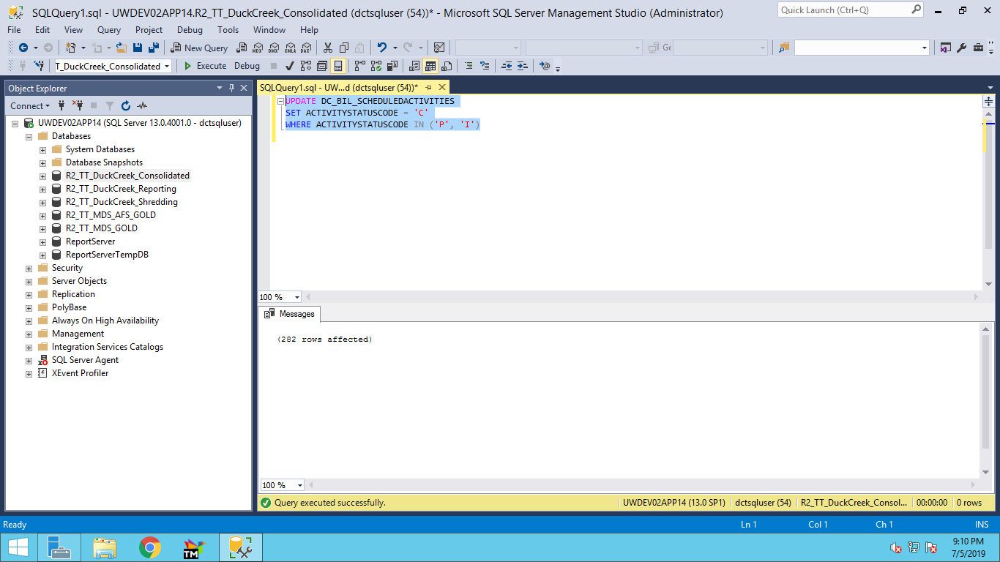 SQLQuery1.sql - UWDEV02APP14.R2_TT_DuckCreek_Consolidated (dctsqluser (54))* - Microsoft SQL Server Management Studio (Administrator)
Quick Launch (Ctrl+Q)
File Edit View Query Project Debug Tools Window Help
New Query MDX DMX XMLA DAX Ge
T_DuckCreek_Consolidated Execute Debug
Object Explorer
Connect
UWDEV02APP14 (SQL Server 13.0.4001.0 - dctsqluser)
Databases
System Databases
Database Snapshots
R2_TT_DuckCreek_Consolidated
R2_TT_DuckCreek_Reporting
R2_TT_DuckCreek_Shredding
R2_TT_MDS_AFS_GOLD
R2_TT_MDS_GOLD
ReportServer
ReportServerTempDB
Security
Server Objects
Replication
PolyBase
Always On High Availability
Management
Integration Services Catalogs
SQL Server Agent
XEvent Profiler
SQLQuery1.sql - UW...d (dctsqluser (54))*
UPDATE DC_BIL_SCHEDULEDACTIVITIES
SET ACTIVITYSTATUSCODE = 'C'
WHERE ACTIVITYSTATUSCODE IN ('P', 'I')
100 %
Messages
(282 rows affected)
100 %
Query executed successfully. UWDEV02APP14 (13.0 SP1) dctsqluser (54) R2_TT_DuckCreek_Consol... 00:00:00 0 rows
Ready Ln 1 Col 1 Ch 1 INS
TM
9:10 PM
7/5/2019